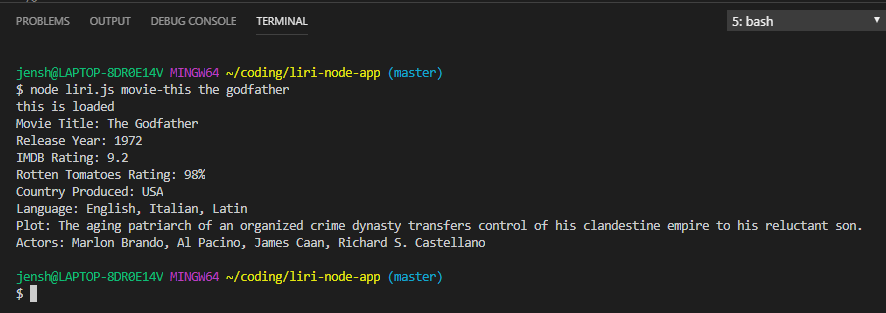 PROBLEMS OUTPUT DEBUG CONSOLE TERMINAL 5: bash
jensh@LAPTOP-8DR0E14V MINGW64 ~/coding/liri-node-app (master)
$ node liri.js movie-this the godfather
this is loaded
Movie Title: The Godfather
Release Year: 1972
IMDB Rating: 9.2
Rotten Tomatoes Rating: 98%
Country Produced: USA
Language: English, Italian, Latin
Plot: The aging patriarch of an organized crime dynasty transfers control of his clandestine empire to his reluctant son.
Actors: Marlon Brando, Al Pacino, James Caan, Richard S. Castellano
jensh@LAPTOP-8DR0E14V MINGW64 ~/coding/liri-node-app (master)
$